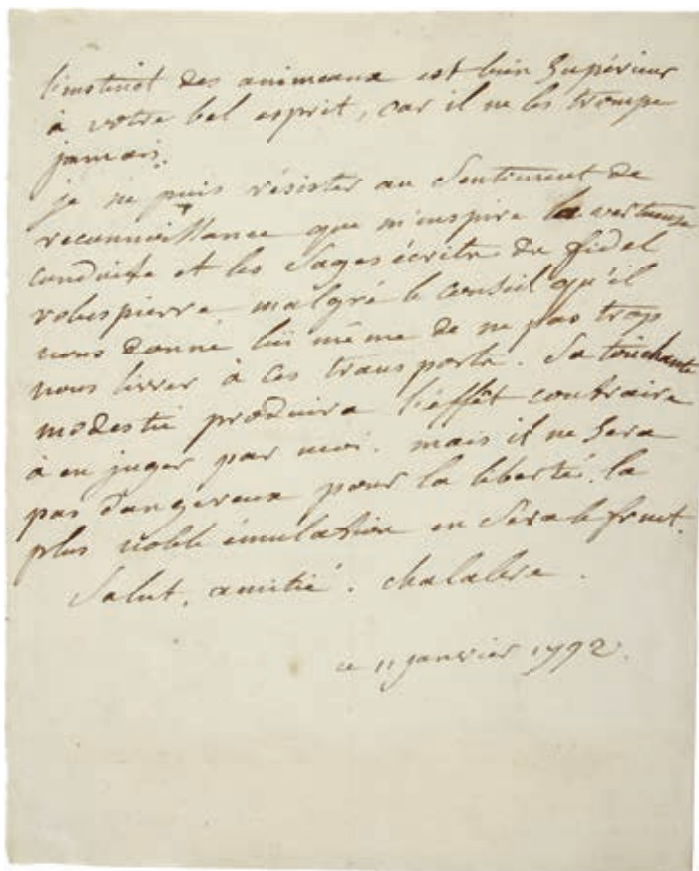 l'instinct des animeaux est bien Supérieur
à votre bel esprit, car il ne les trompe
jamais.
je ne puis résister au Sentiment de
reconnoissance que m'inspire la vertueuse
conduite et les Sages écrits du fidel
robespierre malgré le conseil qu'il
nous donne lui même de ne pas trop
nous livrer à ces transports. Sa touchante
modestie produira l'éffêt contraire
à en juger par moi. mais il ne Sera
pas dangereux pour la liberté. la
plus noble émulation en Sera le fruit.
Salut, amitié. chalabre.
ce 11 janvier 1792.